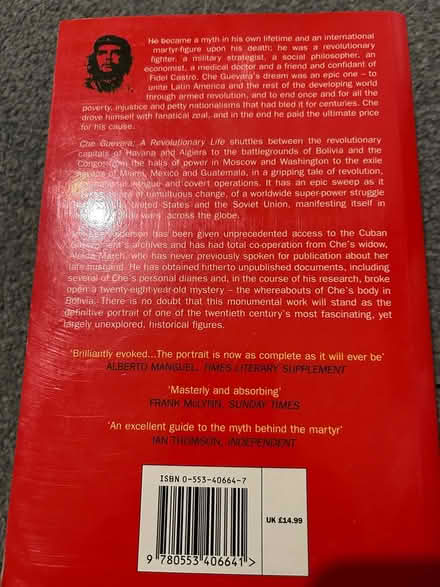 He became a myth in his own lifetime and an international
martyr-figure upon his death; he was a revolutionary
fighter, a military strategist, a social philosopher, an
economist, a medical doctor and a friend and confidant of
Fidel Castro. Che Guevara's dream was an epic one – to
unite Latin America and the rest of the developing world
through armed revolution, and to end once and for all the
poverty, injustice and petty nationalisms that had bled it for centuries. Che
drove himself with fanatical zeal, and in the end he paid the ultimate price
for his cause.
Che Guevara: A Revolutionary Life shuttles between the revolutionary
capitals of Havana and Algiers to the battlegrounds of Bolivia and the
Congo; from the halls of power in Moscow and Washington to the exile
of Miami, Mexico and Guatemala, in a gripping tale of revolution,
intrigue and covert operations. It has an epic sweep as it
of tumultuous change, of a worldwide super-power struggle
United States and the Soviet Union, manifesting itself in
across the globe.
Anderson has been given unprecedented access to the Cuban
Government's archives and has had total co-operation from Che's widow,
Aleida March, who has never previously spoken for publication about her
late husband. He has obtained hitherto unpublished documents, including
several of Che's personal diaries and, in the course of his research, broke
open a twenty-eight-year-old mystery – the whereabouts of Che's body in
Bolivia. There is no doubt that this monumental work will stand as the
definitive portrait of one of the twentieth century's most fascinating, yet
largely unexplored, historical figures.
'Brilliantly evoked...The portrait is now as complete as it will ever be'
ALBERTO MANGUEL, TIMES LITERARY SUPPLEMENT
'Masterly and absorbing'
FRANK McLYNN, SUNDAY TIMES
'An excellent guide to the myth behind the martyr'
IAN THOMSON, INDEPENDENT
ISBN 0-553-40664-7
UK £14.99
9 780553 406641 >